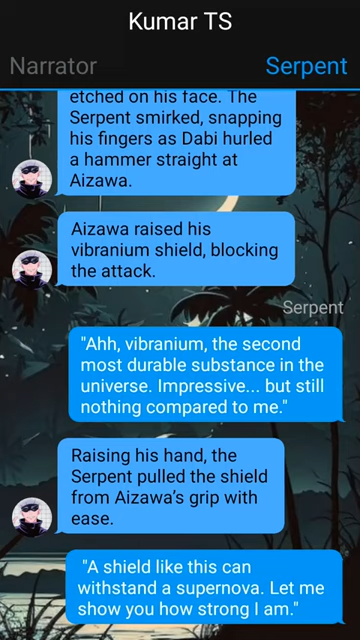 Kumar TS
Narrator
Serpent
etched on his face. The
Serpent smirked, snapping
his fingers as Dabi hurled
a hammer straight at
Aizawa.
Aizawa raised his
vibranium shield, blocking
the attack.
Serpent
"Ahh, vibranium, the second
most durable substance in the
universe. Impressive... but still
nothing compared to me."
Raising his hand, the
Serpent pulled the shield
from Aizawa’s grip with
ease.
"A shield like this can
withstand a supernova. Let me
show you how strong I am."